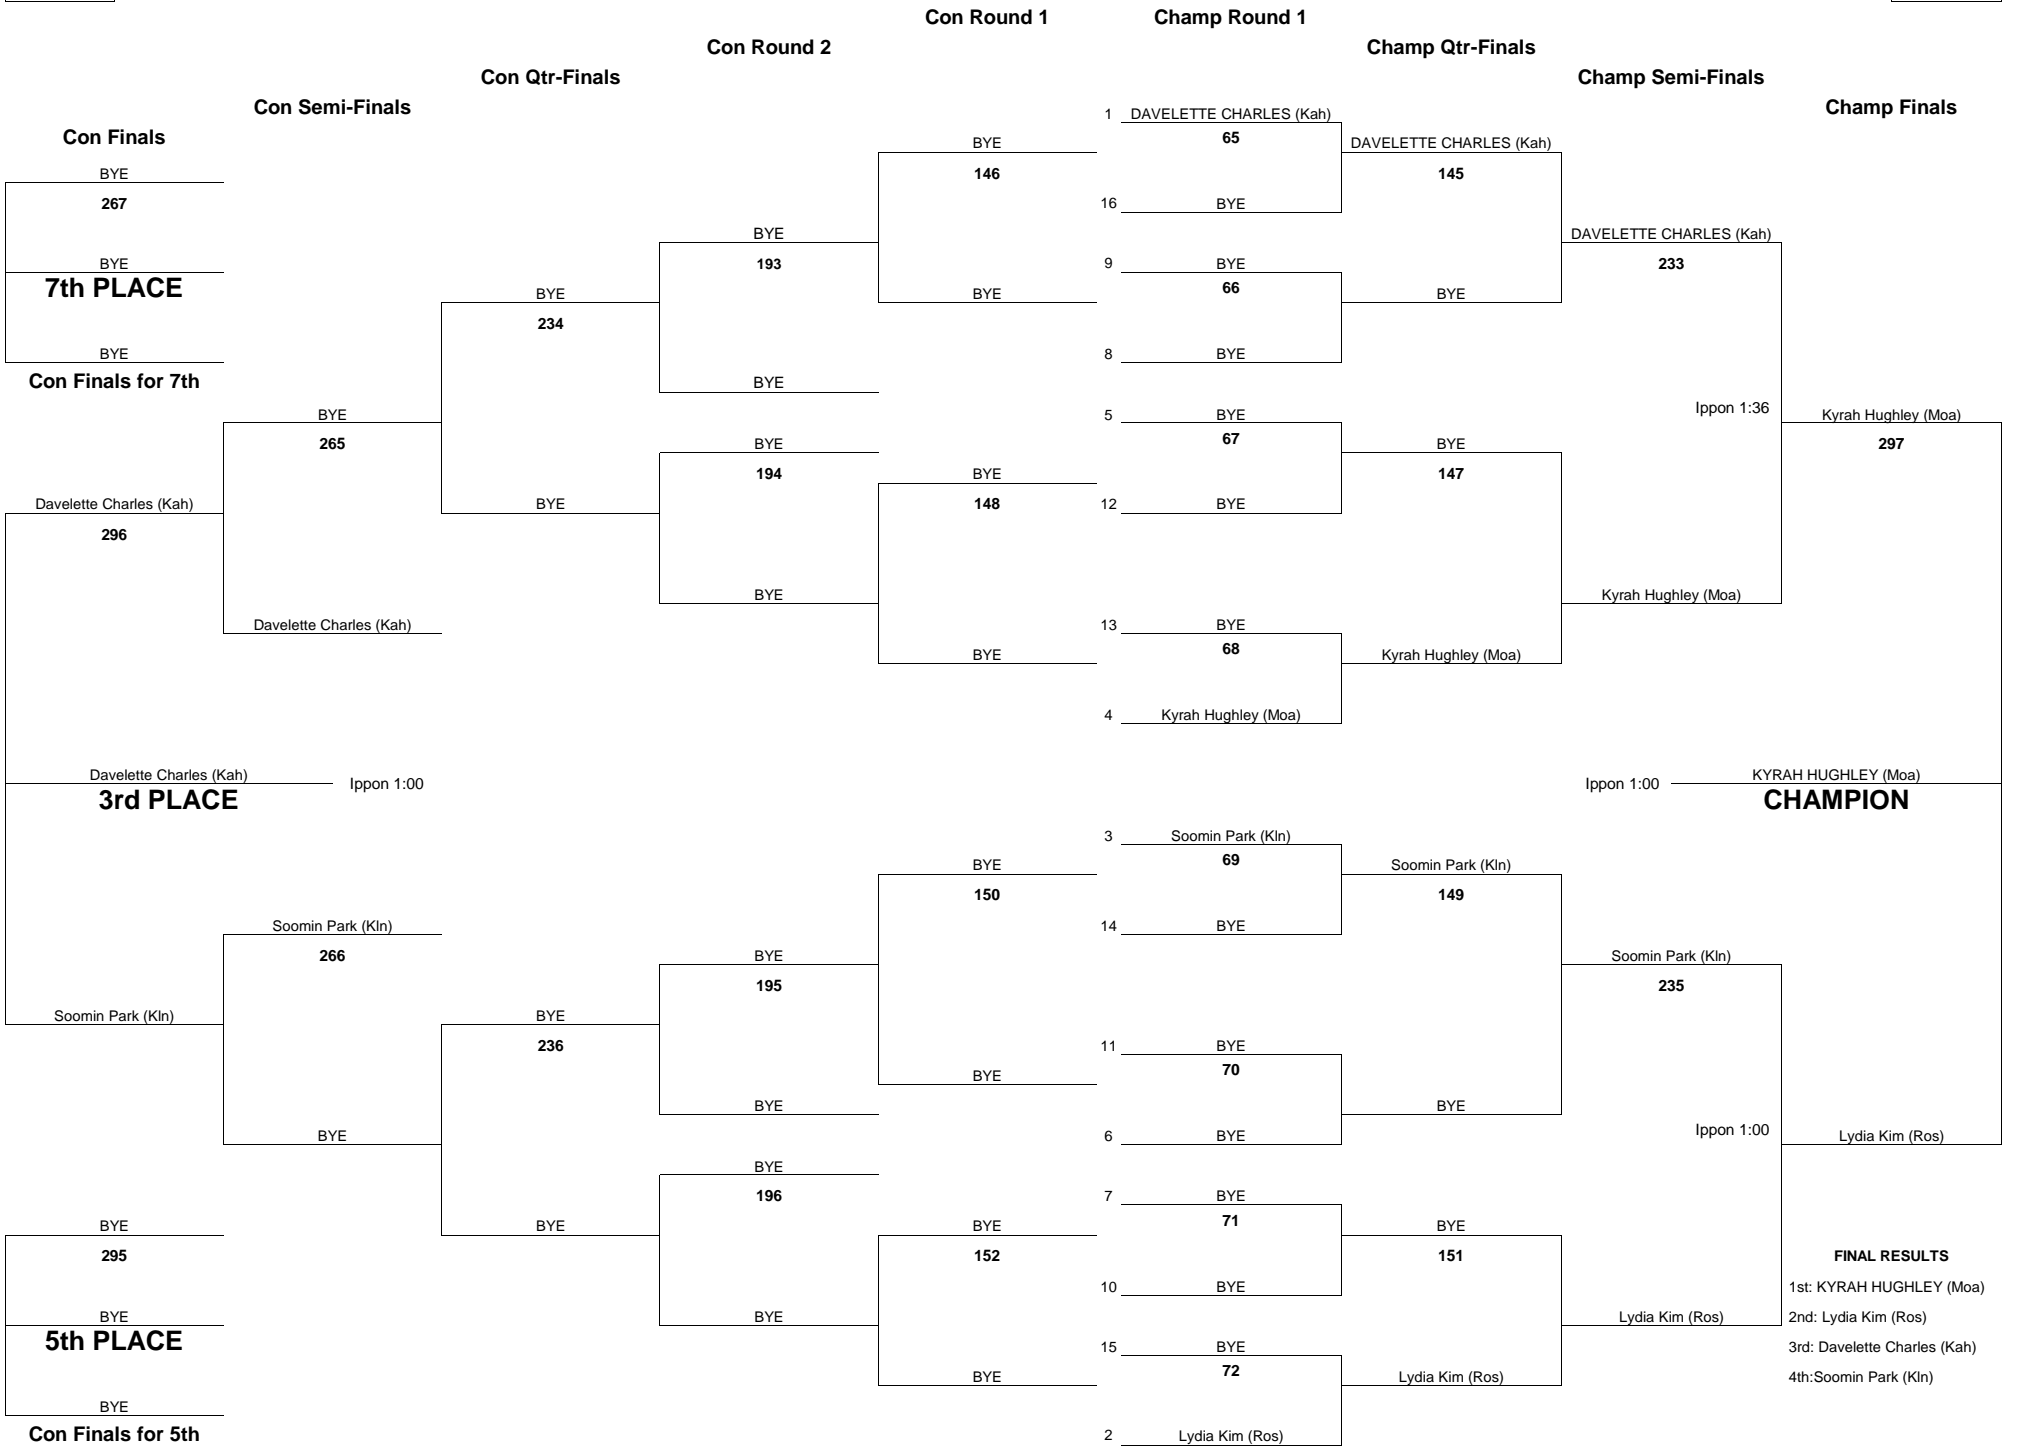 Con Round 1 Champ Round 1
Con Round 2 Champ Qtr-Finals
Con Qtr-Finals Champ Semi-Finals
Con Semi-Finals 1 DAVELETTE CHARLES (Kah) Champ Finals
Con Finals 65
BYE DAVELETTE CHARLES (Kah)
BYE 146 145
267 16 BYE
BYE DAVELETTE CHARLES (Kah)
BYE 193 9 BYE 233
7th PLACE 66
BYE BYE BYE
234
BYE 8 BYE
Con Finals for 7th BYE
Ippon 1:36
BYE 5 BYE Kyrah Hughley (Moa)
265 BYE 67 BYE 297
194 BYE 147
Davelette Charles (Kah) BYE 148 12 BYE
296
BYE Kyrah Hughley (Moa)
Davelette Charles (Kah) 13 BYE
BYE 68 Kyrah Hughley (Moa)
4 Kyrah Hughley (Moa)
Davelette Charles (Kah) Ippon 1:00 Ippon 1:00 KYRAH HUGHLEY (Moa)
3rd PLACE CHAMPION
3 Soomin Park (Kln)
BYE 69 Soomin Park (Kln)
150 149
Soomin Park (Kln) 14 BYE
266 BYE Soomin Park (Kln)
195 235
Soomin Park (Kln) BYE
236 11 BYE
BYE 70
BYE BYE
BYE 6 BYE Ippon 1:00 Lydia Kim (Ros)
BYE
196 7 BYE
BYE BYE BYE 71 BYE
295 152 151 FINAL RESULTS
10 BYE 1st: KYRAH HUGHLEY (Moa)
BYE BYE Lydia Kim (Ros) 2nd: Lydia Kim (Ros)
5th PLACE 15 BYE 3rd: Davelette Charles (Kah)
BYE 72 Lydia Kim (Ros) 4th:Soomin Park (Kln)
BYE
Con Finals for 5th 2 Lydia Kim (Ros)